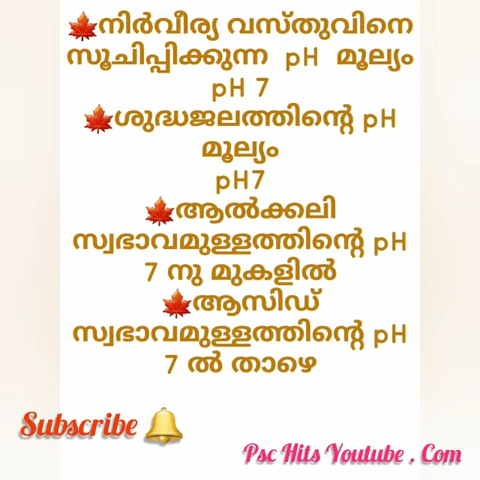 🍁നിർവീര്യ വസ്തുവിനെ
സൂചിപ്പിക്കുന്ന pH മൂല്യം
pH 7
🍁ശുദ്ധജലത്തിന്റെ pH
മൂല്യം
pH7
🍁ആൽക്കലി
സ്വഭാവമുള്ളത്തിന്റെ pH
7 നു മുകളിൽ
🍁ആസിഡ്
സ്വഭാവമുള്ളത്തിന്റെ pH
7 ൽ താഴെ
Subscribe 🔔
Psc Hits Youtube . Com